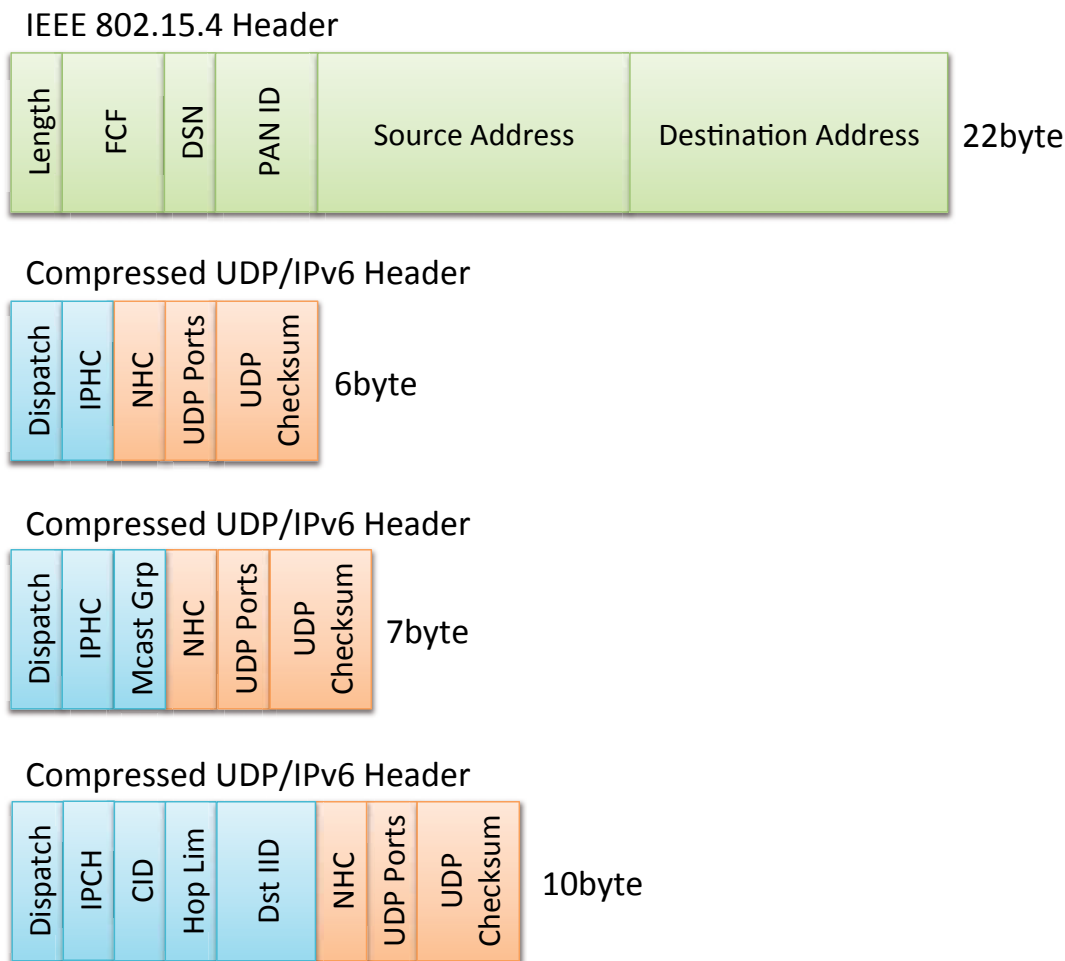 IEEE 802.15.4 Header
Length
FCF
DSN
PAN ID
Source Address
Destination Address
22byte
Compressed UDP/IPv6 Header
Dispatch
IPHC
NHC
UDP Ports
UDP
Checksum
6byte
Compressed UDP/IPv6 Header
Dispatch
IPHC
Mcast Grp
NHC
UDP Ports
UDP
Checksum
7byte
Compressed UDP/IPv6 Header
Dispatch
IPCH
CID
Hop Lim
Dst IID
NHC
UDP Ports
UDP
Checksum
10byte